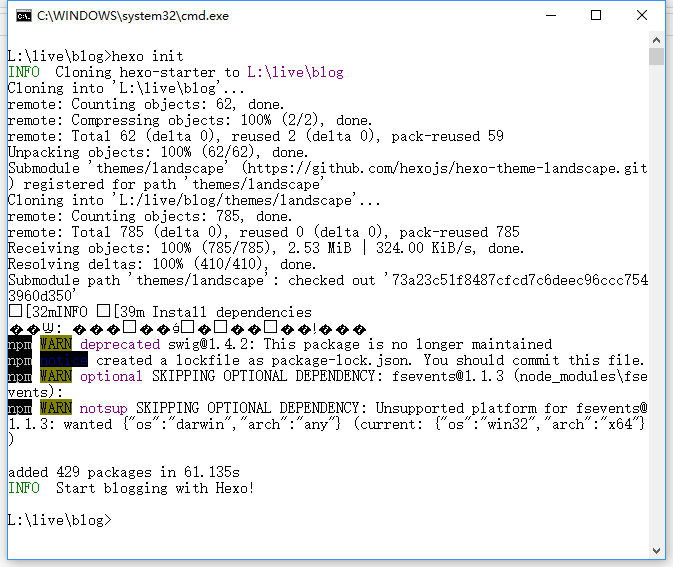 C:\WINDOWS\system32\cmd.exe
L:\live\blog>hexo init
INFO  Cloning hexo-starter to L:\live\blog
Cloning into 'L:\live\blog'...
remote: Counting objects: 62, done.
remote: Compressing objects: 100% (2/2), done.
remote: Total 62 (delta 0), reused 2 (delta 0), pack-reused 59
Unpacking objects: 100% (62/62), done.
Submodule 'themes/landscape' (https://github.com/hexojs/hexo-theme-landscape.git
) registered for path 'themes/landscape'
Cloning into 'L:/live/blog/themes/landscape'...
remote: Counting objects: 785, done.
remote: Total 785 (delta 0), reused 0 (delta 0), pack-reused 785
Receiving objects: 100% (785/785), 2.53 MiB | 324.00 KiB/s, done.
Resolving deltas: 100% (410/410), done.
Submodule path 'themes/landscape': checked out '73a23c51f8487cfcd7c6deec96ccc754
3960d350'
[32mINFO [39m Install dependencies
npm WARN deprecated swig@1.4.2: This package is no longer maintained
npm notice created a lockfile as package-lock.json. You should commit this file.
npm WARN optional SKIPPING OPTIONAL DEPENDENCY: fsevents@1.1.3 (node_modules\fse
vents):
npm WARN notsup SKIPPING OPTIONAL DEPENDENCY: Unsupported platform for fsevents@
1.1.3: wanted {"os":"darwin","arch":"any"} (current: {"os":"win32","arch":"x64"}
)
added 429 packages in 61.135s
INFO  Start blogging with Hexo!
L:\live\blog>